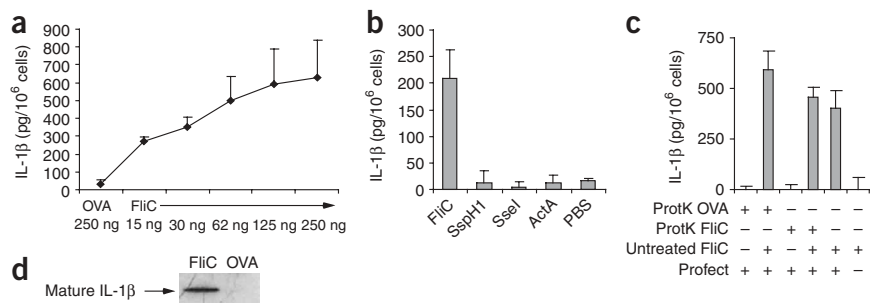 a
IL-1β (pg/10⁶ cells)
900
800
700
600
500
400
300
200
100
0
OVA FliC
250 ng 15 ng 30 ng 62 ng 125 ng 250 ng
b
IL-1β (pg/10⁶ cells)
300
250
200
150
100
50
0
FliC
SspH1
SseI
ActA
PBS
c
IL-1β (pg/10⁶ cells)
750
500
250
0
ProtK OVA + + – – – –
ProtK FliC – – + + – –
Untreated FliC – + – + + +
Profect + + + + + –
d
FliC OVA
Mature IL-1β